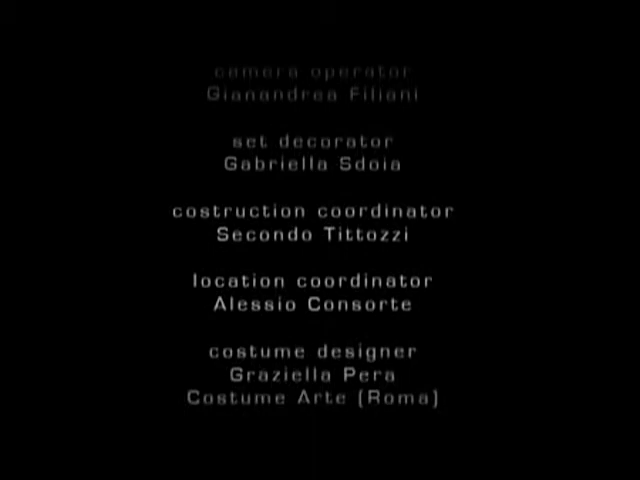 camera operator
Gianandrea Filiani
set decorator
Gabriella Sdoia
costruction coordinator
Secondo Tittozzi
location coordinator
Alessio Consorte
costume designer
Graziella Pera
Costume Arte (Roma)